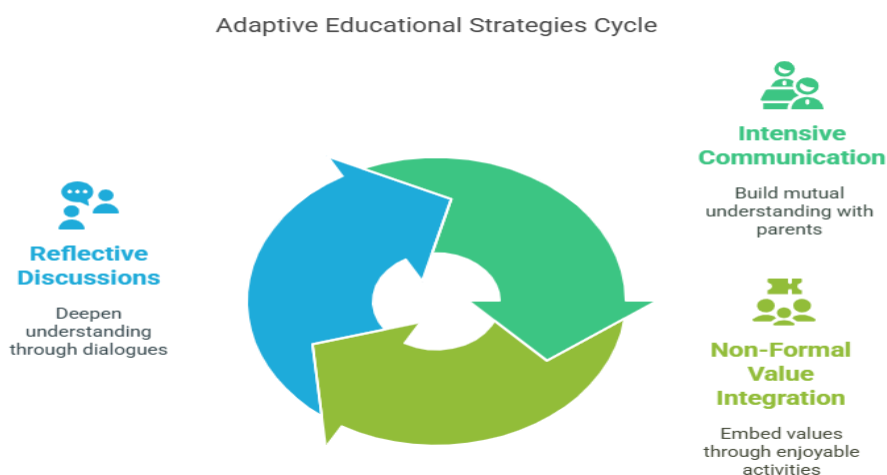 Adaptive Educational Strategies Cycle
Intensive
Communication
Build mutual
understanding with
parents
Reflective
Discussions
Deepen
understanding
through dialogues
Non-Formal
Value
Integration
Embed values
through enjoyable
activities